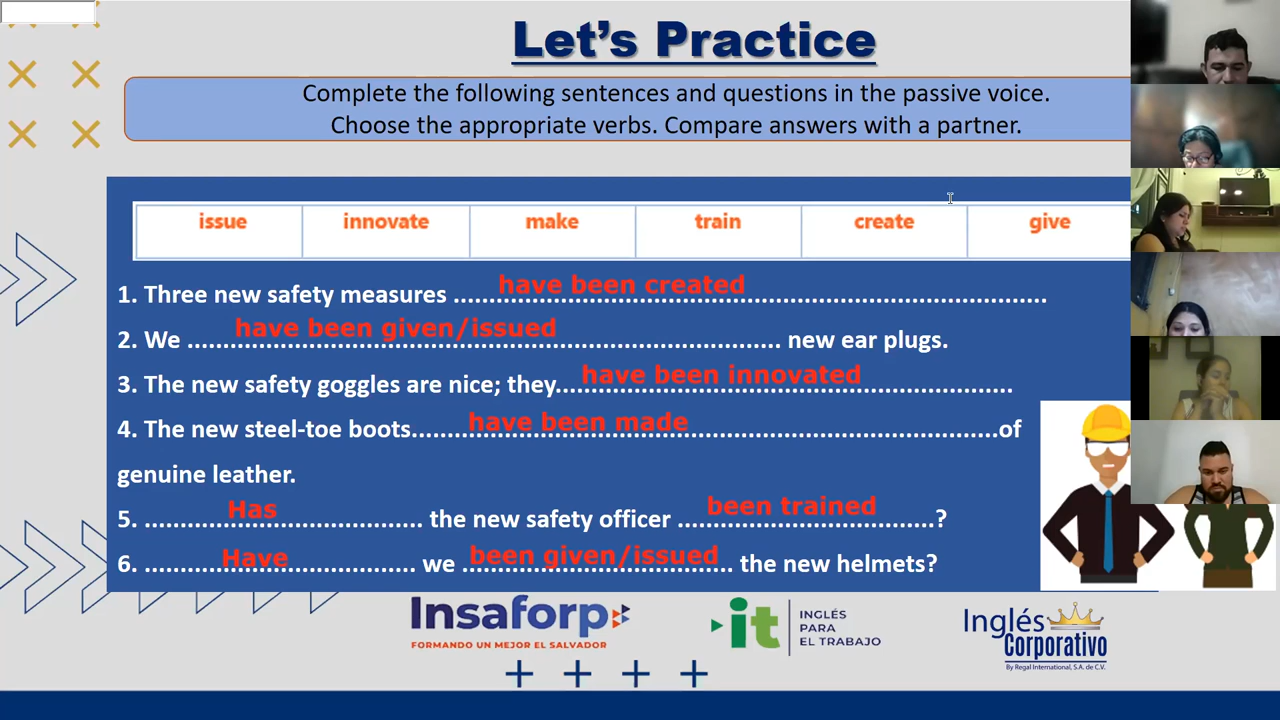 Let's Practice
Complete the following sentences and questions in the passive voice.
Choose the appropriate verbs. Compare answers with a partner.
issue innovate make train create give
1. Three new safety measures ........have been created........
2. We ........have been given/issued........ new ear plugs.
3. The new safety goggles are nice; they...have been innovated........
4. The new steel-toe boots........have been made........of
genuine leather.
5. ........Has........ the new safety officer ...been trained........?
6. ........Have........ we ...been given/issued... the new helmets?
Insaforp
FORMANDO UN MEJOR EL SALVADOR
it INGLÉS
PARA
EL TRABAJO
Inglés
Corporativo
By Regal International, S.A. de C.V.